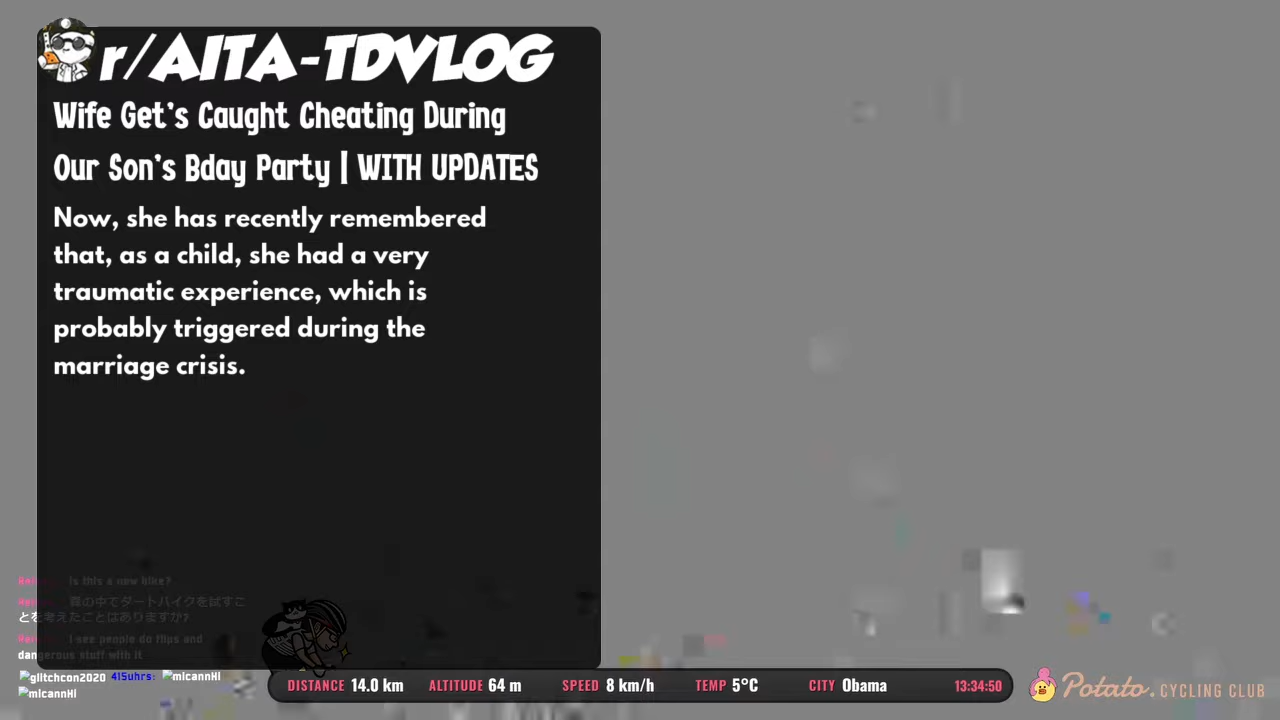 r/AITA-TDVLOG
Wife Get's Caught Cheating During
Our Son's Bday Party | WITH UPDATES
Now, she has recently remembered
that, as a child, she had a very
traumatic experience, which is
probably triggered during the
marriage crisis.
Is this a new bike?
霧の中でダートバイクを試すこ
とを考えたことはありますか?
I see people do flips and
dangerous stuff with it
glitchcon2020 415uhrs: micannHi
micannHi
DISTANCE 14.0 km ALTITUDE 64 m SPEED 8 km/h TEMP 5°C CITY Obama 13:34:50
Potato. CYCLING CLUB